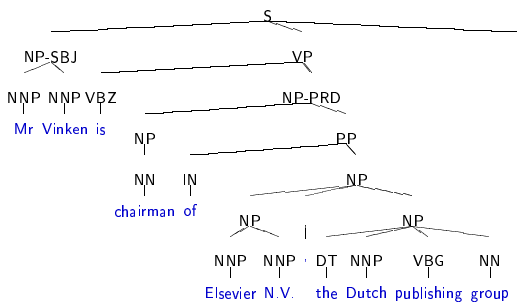 S
NP-SBJ VP
NNP NNP VBZ NP-PRD
Mr Vinken is
NP PP
NN IN NP
chairman of
NP , NP
NNP NNP DT NNP VBG NN
Elsevier N.V. the Dutch publishing group